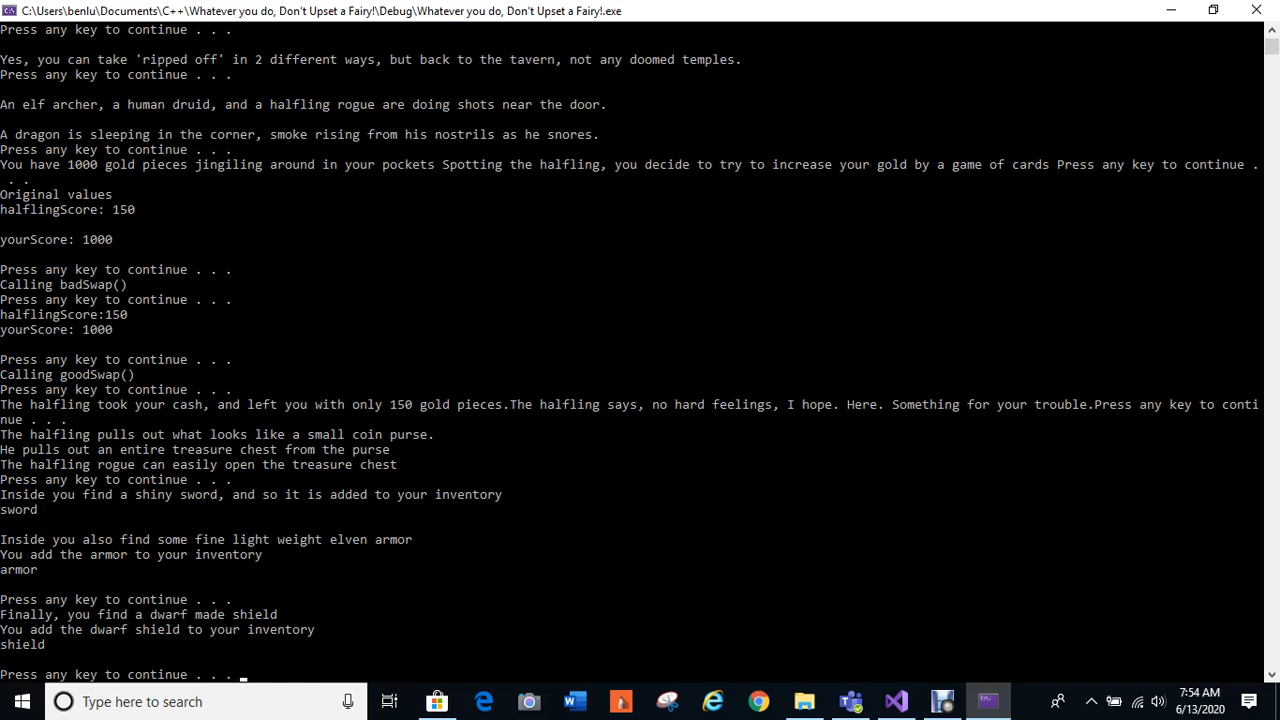 C:\Users\benlu\Documents\C++\Whatever you do, Don't Upset a Fairy!\Debug\Whatever you do, Don't Upset a Fairy!.exe
Press any key to continue . . .
Yes, you can take 'ripped off' in 2 different ways, but back to the tavern, not any doomed temples.
Press any key to continue . . .
An elf archer, a human druid, and a halfling rogue are doing shots near the door.
A dragon is sleeping in the corner, smoke rising from his nostrils as he snores.
Press any key to continue . . .
You have 1000 gold pieces jingiling around in your pockets Spotting the halfling, you decide to try to increase your gold by a game of cards Press any key to continue .
. .
Original values
halflingScore: 150
yourScore: 1000
Press any key to continue . . .
Calling badSwap()
Press any key to continue . . .
halflingScore:150
yourScore: 1000
Press any key to continue . . .
Calling goodSwap()
Press any key to continue . . .
The halfling took your cash, and left you with only 150 gold pieces.The halfling says, no hard feelings, I hope. Here. Something for your trouble.Press any key to conti
nue . . .
The halfling pulls out what looks like a small coin purse.
He pulls out an entire treasure chest from the purse
The halfling rogue can easily open the treasure chest
Press any key to continue . . .
Inside you find a shiny sword, and so it is added to your inventory
sword
Inside you also find some fine light weight elven armor
You add the armor to your inventory
armor
Press any key to continue . . .
Finally, you find a dwarf made shield
You add the dwarf shield to your inventory
shield
Press any key to continue . . .
Type here to search
7:54 AM
6/13/2020